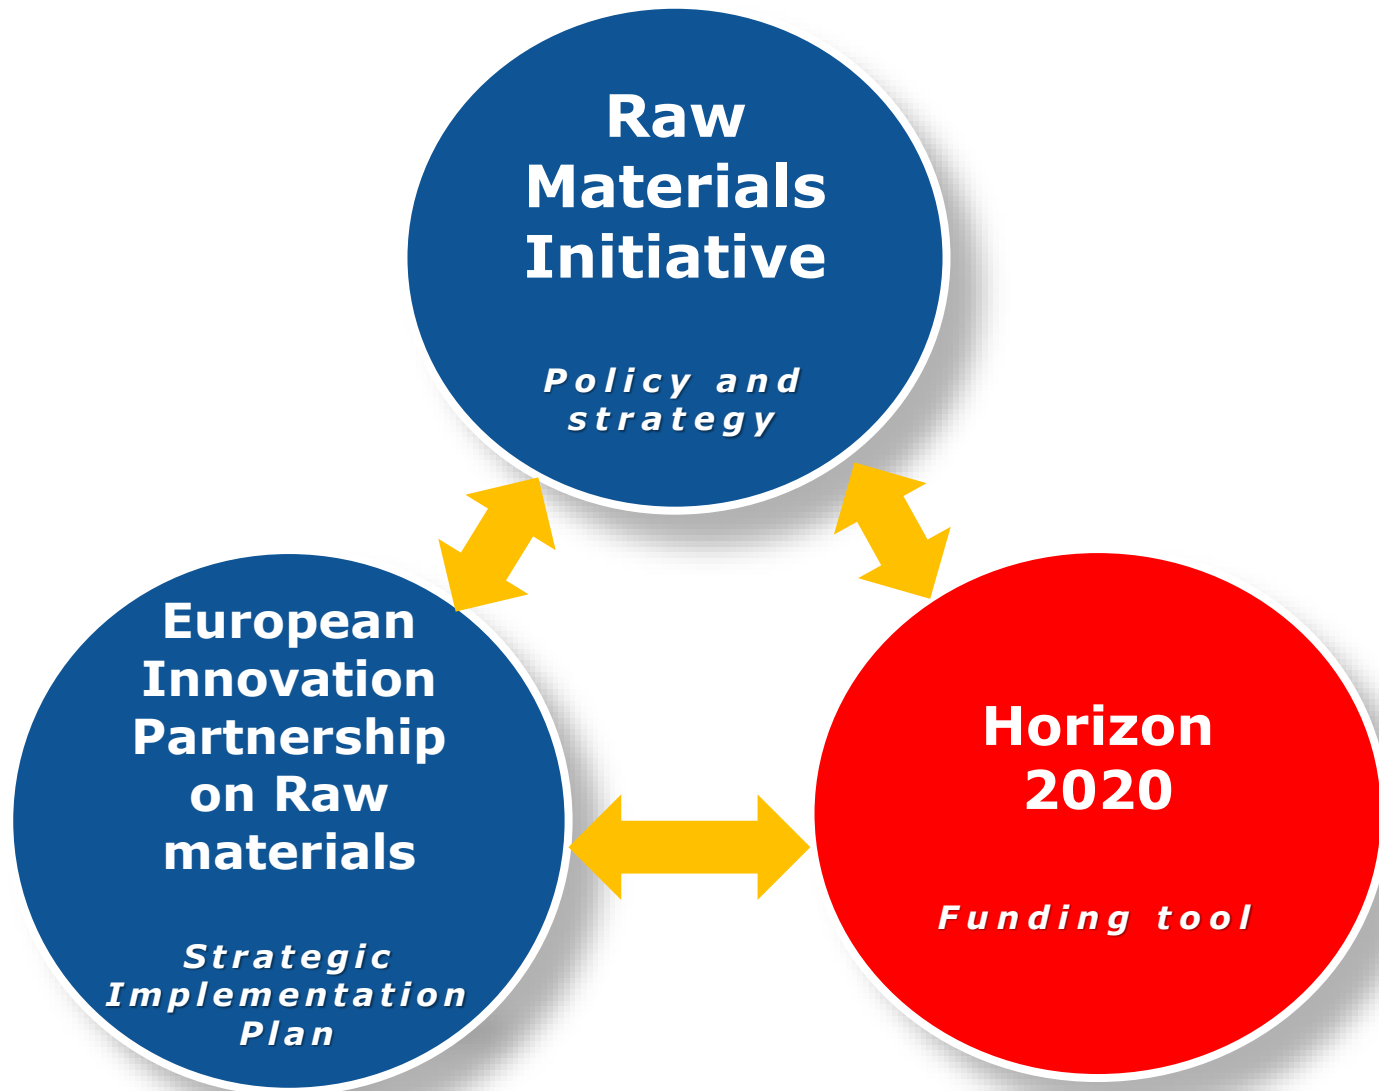 Raw
Materials
Initiative
Policy and
strategy
European
Innovation
Partnership
on Raw
materials
Strategic
Implementation
Plan
Horizon
2020
Funding tool